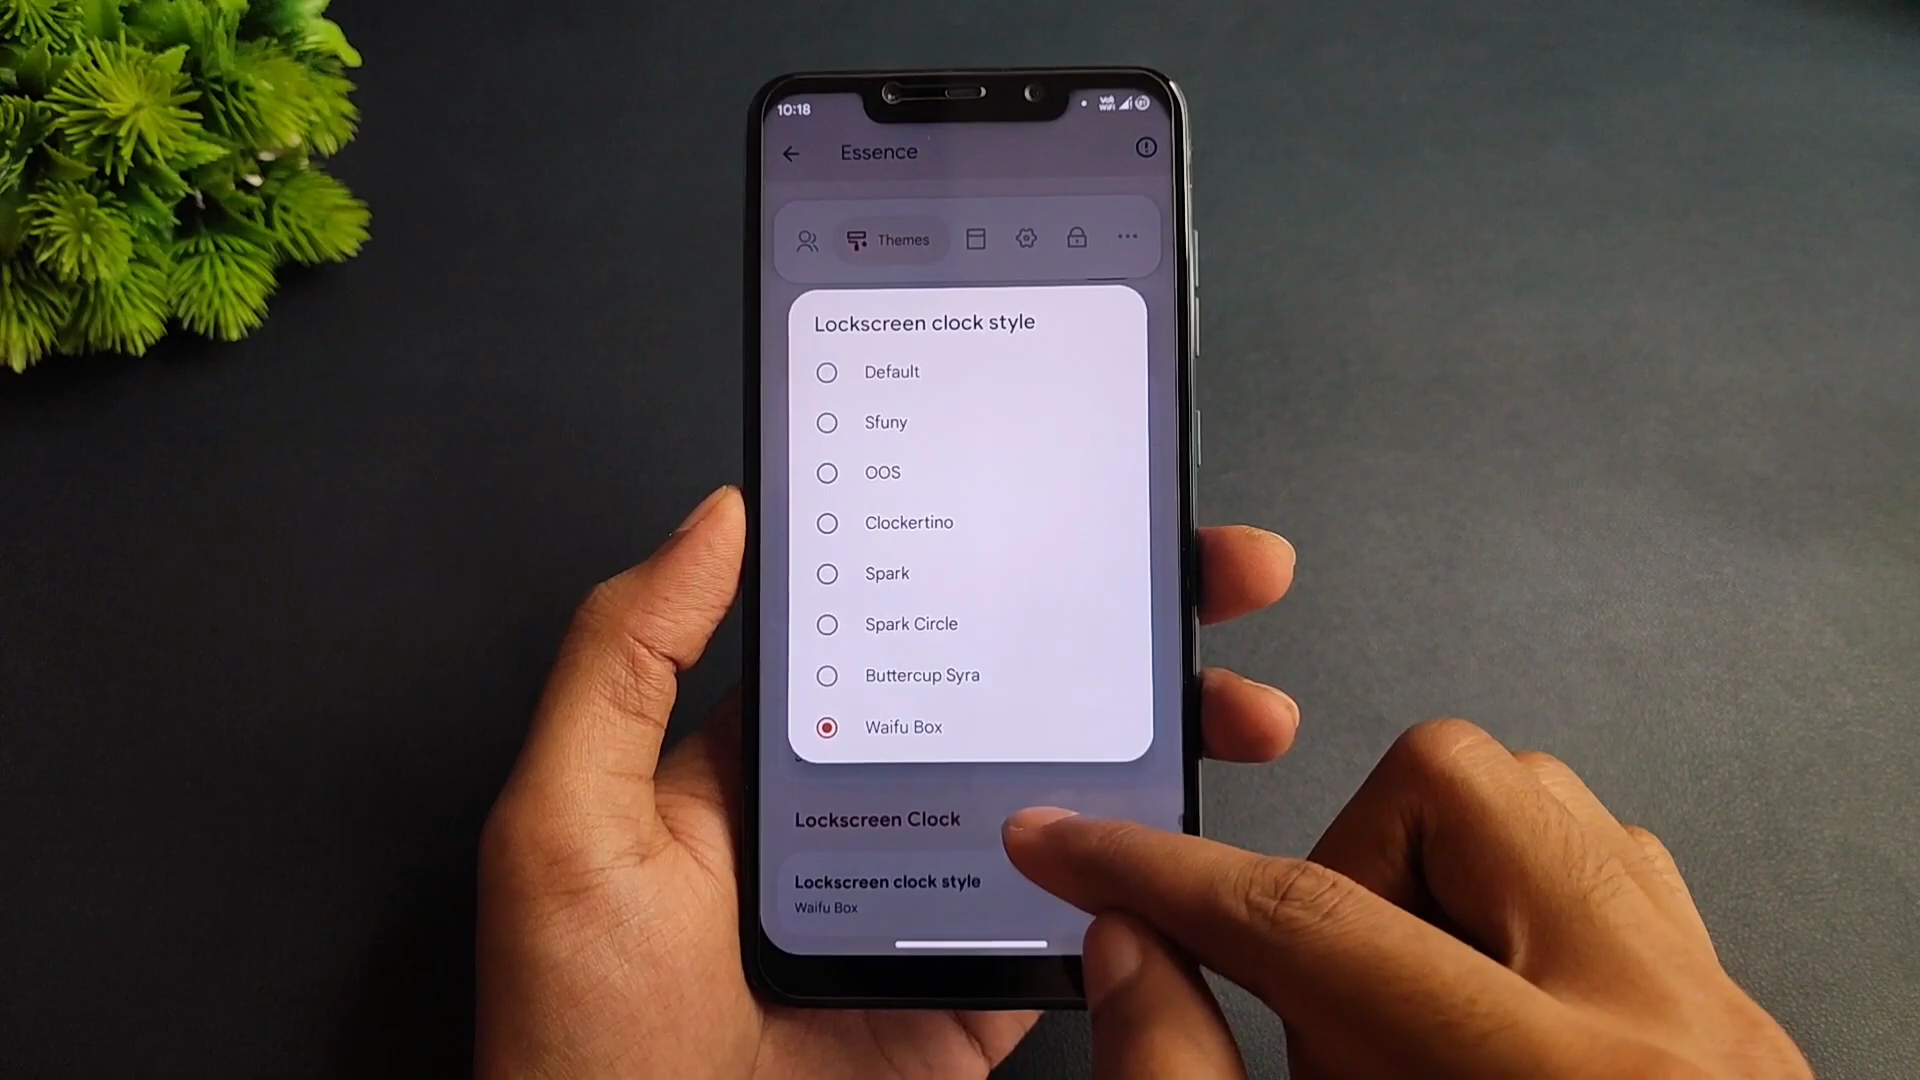 10:18
Essence
Themes
Lockscreen clock style
Default
Sfuny
OOS
Clockertino
Spark
Spark Circle
Buttercup Syra
Waifu Box
Lockscreen Clock
Lockscreen clock style
Waifu Box